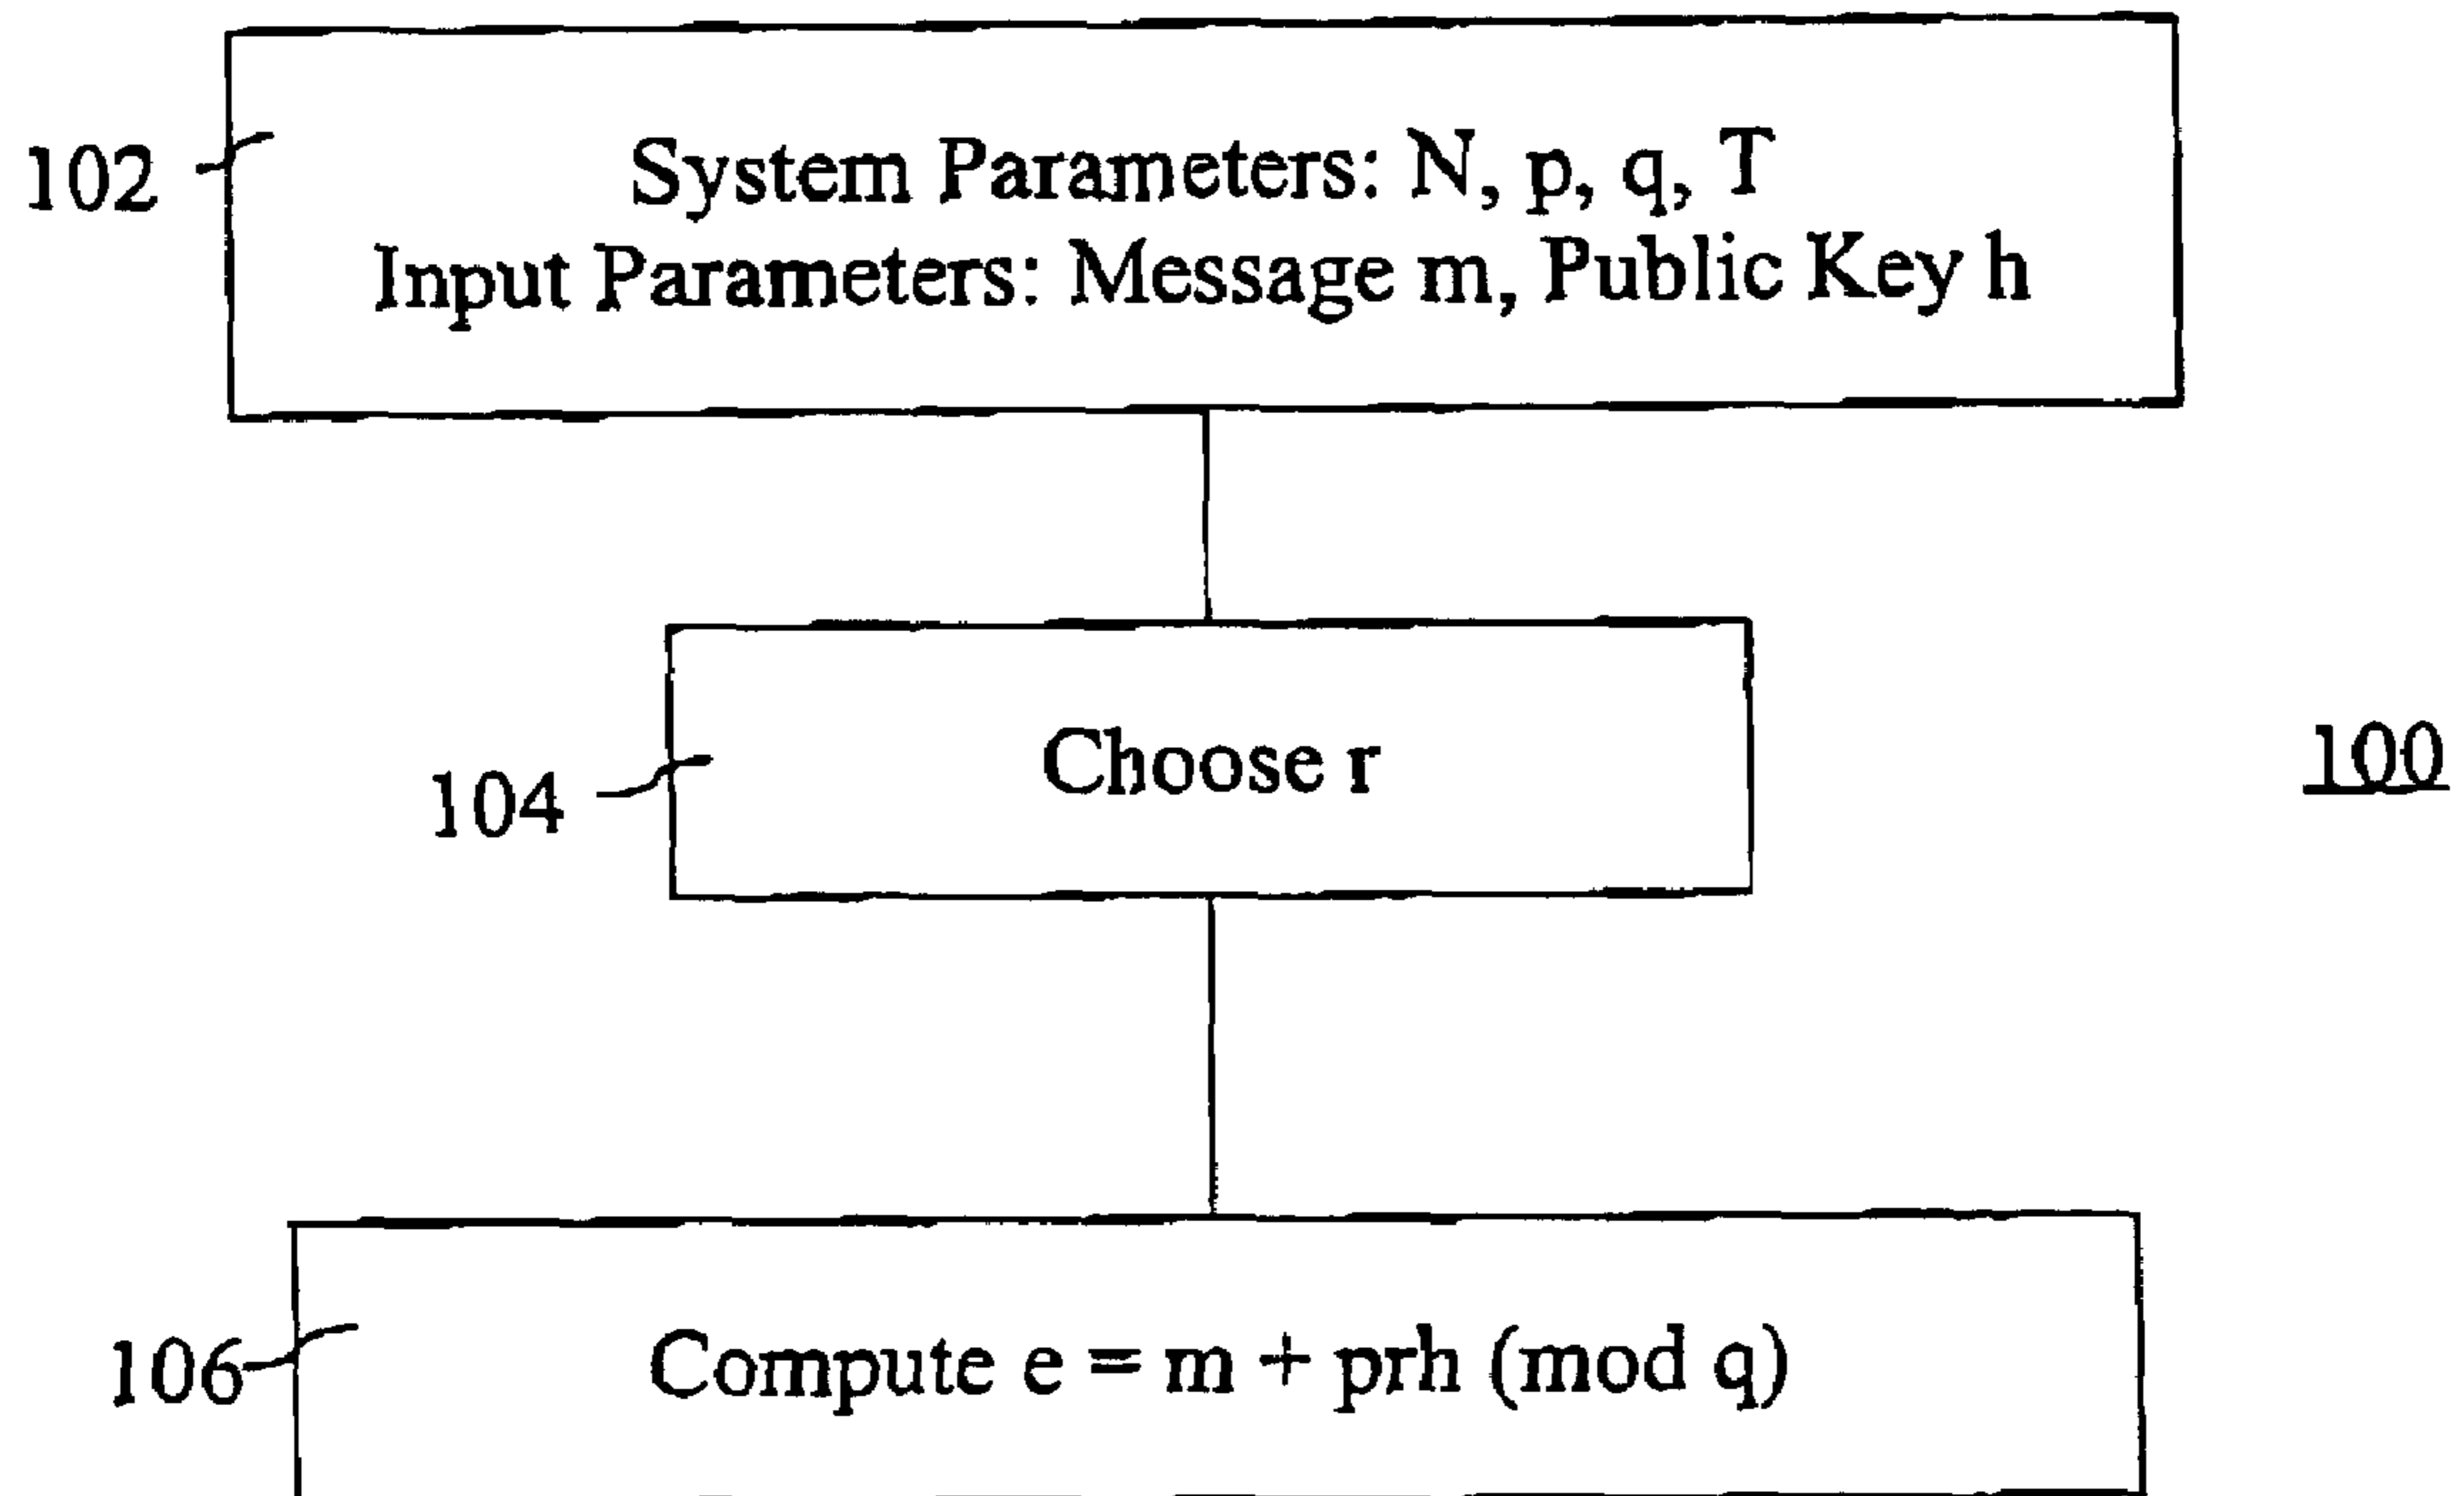 102
System Parameters: N, p, q, T
Input Parameters: Message m, Public Key h
104
Choose r
100
106
Compute e = m + prh (mod q)